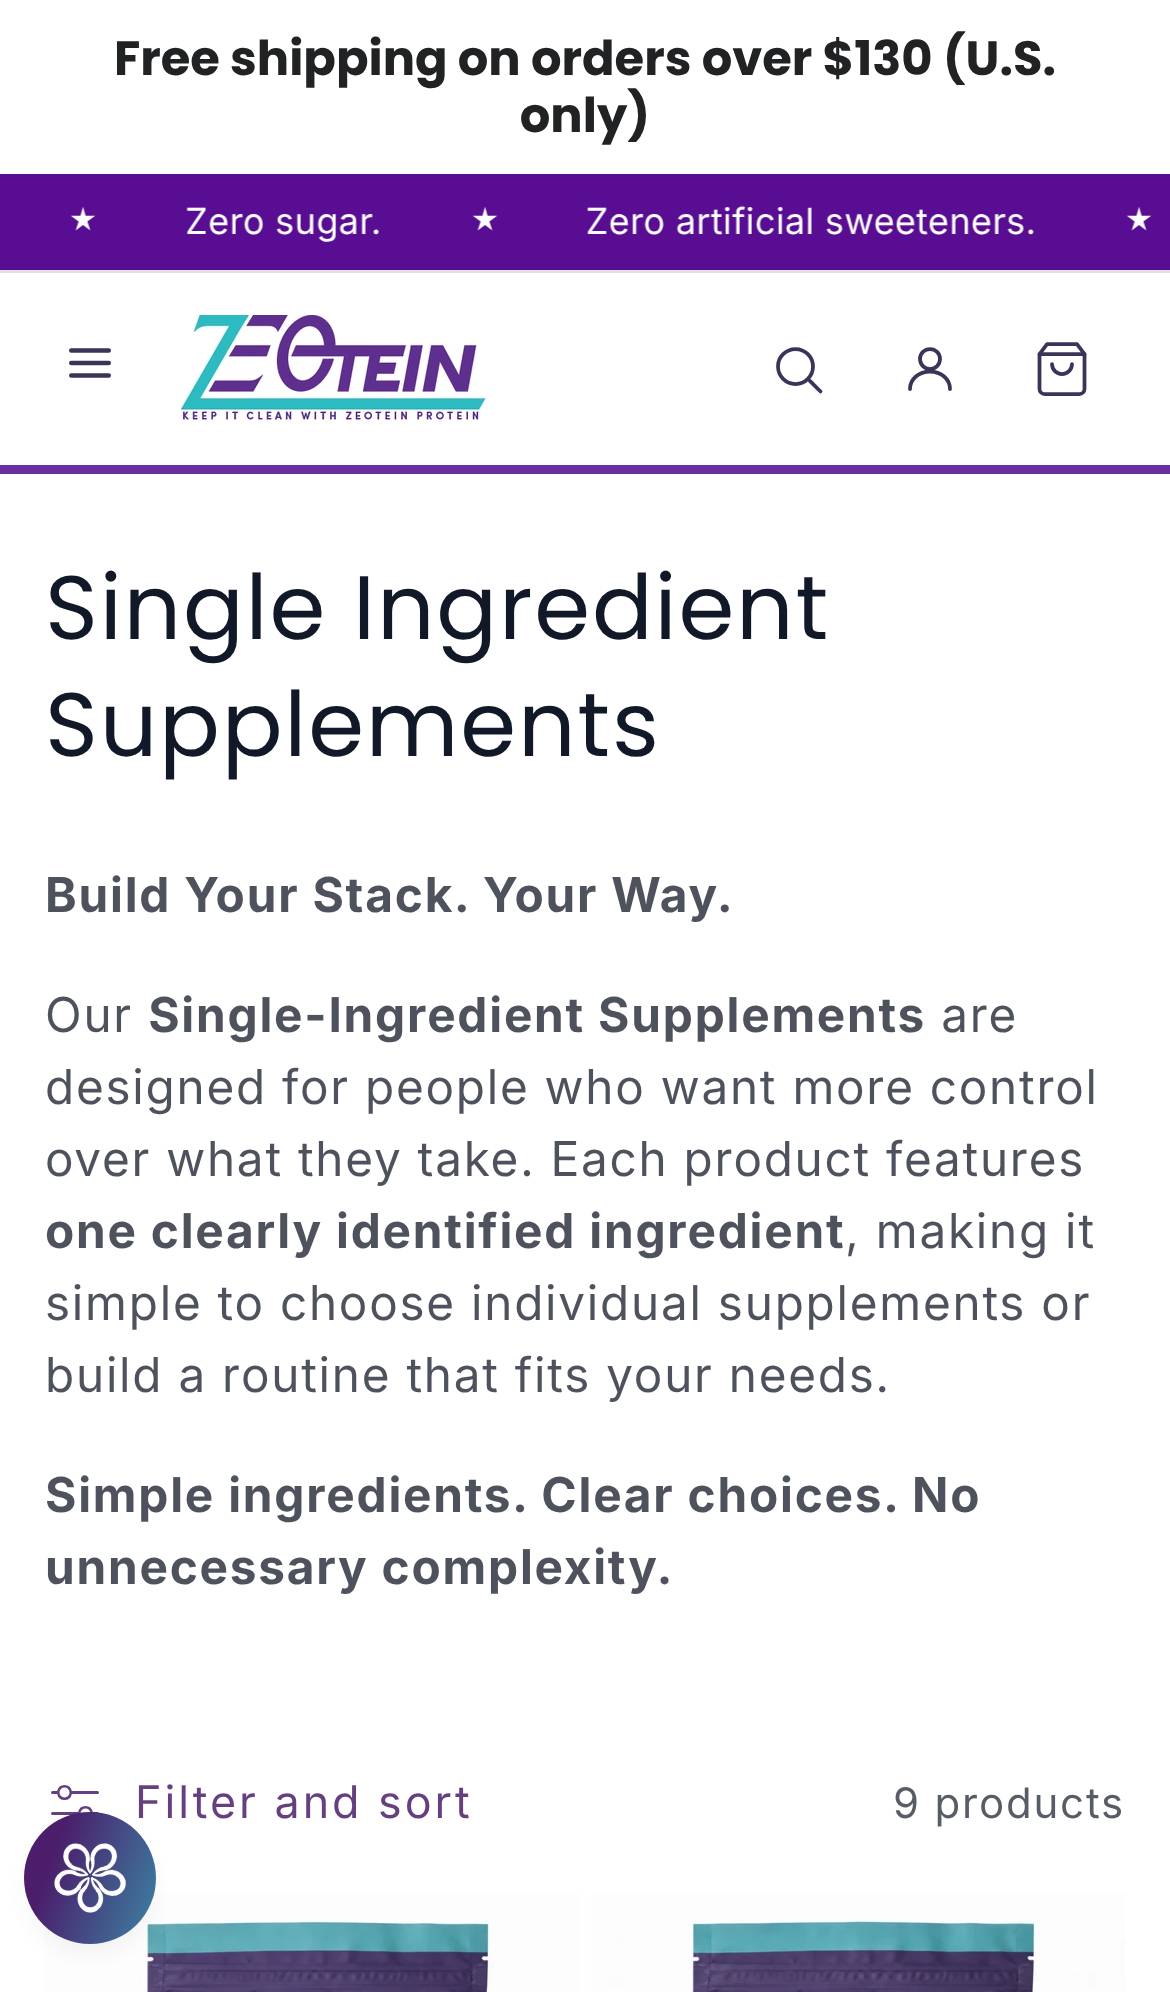 Free shipping on orders over $130 (U.S.
only)
★ Zero sugar. ★ Zero artificial sweeteners. ★
ZEOTEIN
KEEP IT CLEAN WITH ZEOTEIN PROTEIN
Single Ingredient
Supplements
Build Your Stack. Your Way.
Our Single-Ingredient Supplements are
designed for people who want more control
over what they take. Each product features
one clearly identified ingredient, making it
simple to choose individual supplements or
build a routine that fits your needs.
Simple ingredients. Clear choices. No
unnecessary complexity.
Filter and sort
9 products